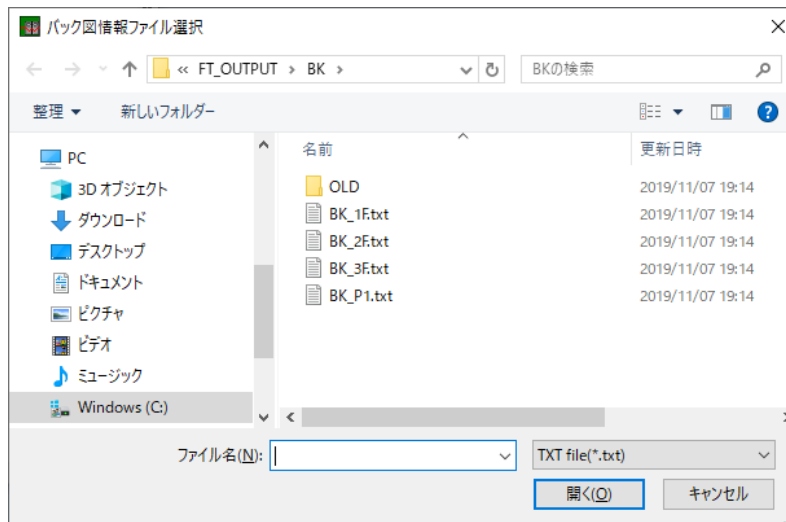 バック図情報ファイル選択
« FT_OUTPUT › BK ›
BKの検索
整理
新しいフォルダー
PC
3D オブジェクト
ダウンロード
デスクトップ
ドキュメント
ピクチャ
ビデオ
ミュージック
Windows (C:)
名前 更新日時
OLD 2019/11/07 19:14
BK_1F.txt 2019/11/07 19:14
BK_2F.txt 2019/11/07 19:14
BK_3F.txt 2019/11/07 19:14
BK_P1.txt 2019/11/07 19:14
ファイル名(N):
TXT file(*.txt)
開く(O) キャンセル